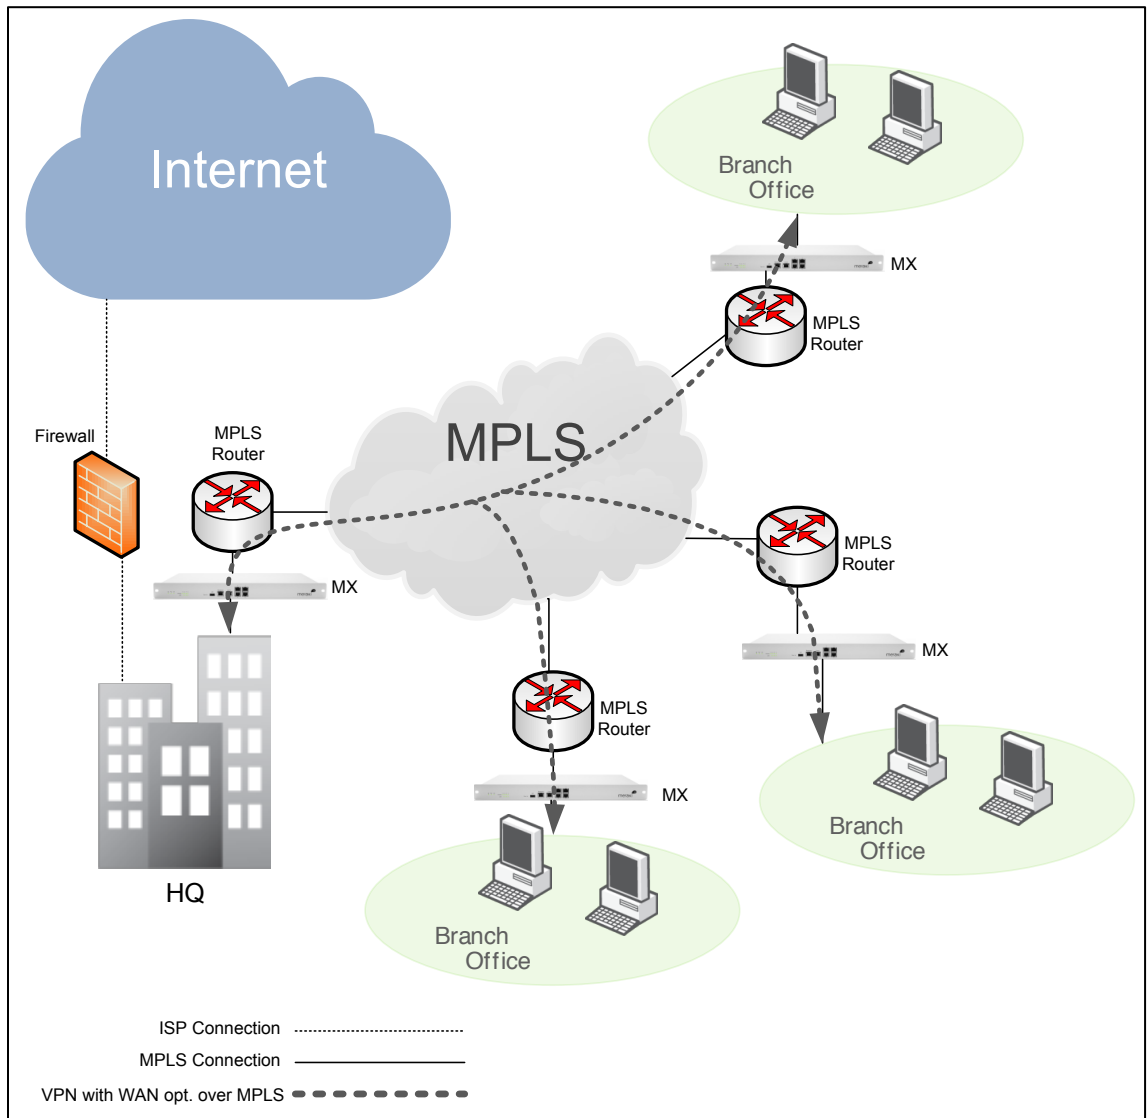 Internet
Branch
Office
MX
MPLS
Router
MPLS
Firewall
MPLS
Router
MX
MPLS
Router
MX
MPLS
Router
MX
HQ
Branch
Office
Branch
Office
ISP Connection
MPLS Connection
VPN with WAN opt. over MPLS